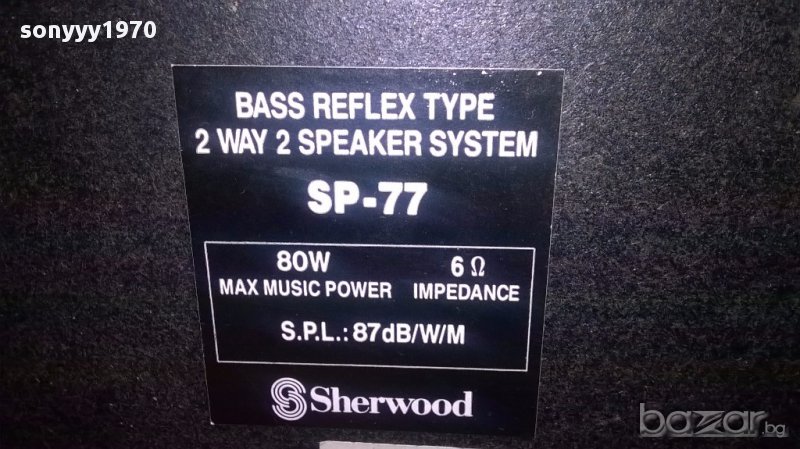 sonyyy1970
BASS REFLEX TYPE
2 WAY 2 SPEAKER SYSTEM
SP-77
80W 6 Ω
MAX MUSIC POWER IMPEDANCE
S.P.L.: 87dB/W/M
Sherwood
bazar.bg